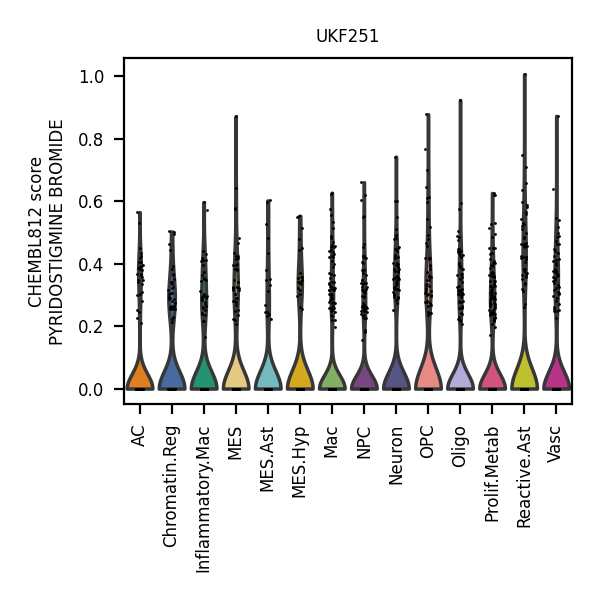 UKF251
CHEMBL812 score
PYRIDOSTIGMINE BROMIDE
1.0
0.8
0.6
0.4
0.2
0.0
AC
Chromatin.Reg
Inflammatory.Mac
MES
MES.Ast
MES.Hyp
Mac
NPC
Neuron
OPC
Oligo
Prolif.Metab
Reactive.Ast
Vasc